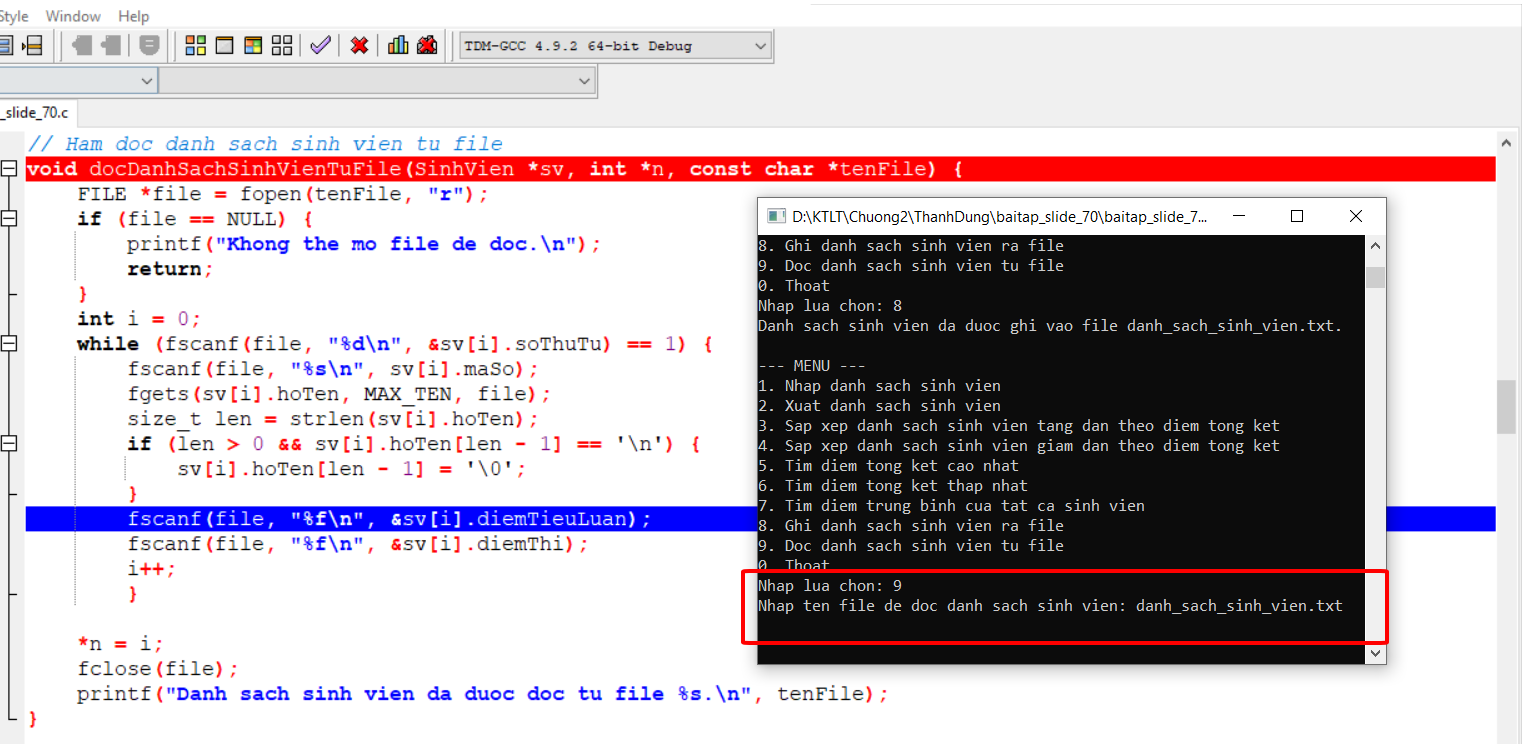 Style Window Help
TDM-GCC 4.9.2 64-bit Debug
_slide_70.c
// Ham doc danh sach sinh vien tu file
void docDanhSachSinhVienTuFile(SinhVien *sv, int *n, const char *tenFile) {
FILE *file = fopen(tenFile, "r");
if (file == NULL) {
printf("Khong the mo file de doc.\n");
return;
}
int i = 0;
while (fscanf(file, "%d\n", &sv[i].soThuTu) == 1) {
fscanf(file, "%s\n", sv[i].maSo);
fgets(sv[i].hoTen, MAX_TEN, file);
size_t len = strlen(sv[i].hoTen);
if (len > 0 && sv[i].hoTen[len - 1] == '\n') {
sv[i].hoTen[len - 1] = '\0';
}
fscanf(file, "%f\n", &sv[i].diemTieuLuan);
fscanf(file, "%f\n", &sv[i].diemThi);
i++;
}
*n = i;
fclose(file);
printf("Danh sach sinh vien da duoc doc tu file %s.\n", tenFile);
}
D:\KTLT\Chuong2\ThanhDung\baitap_slide_70\baitap_slide_7...
8. Ghi danh sach sinh vien ra file
9. Doc danh sach sinh vien tu file
0. Thoat
Nhap lua chon: 8
Danh sach sinh vien da duoc ghi vao file danh_sach_sinh_vien.txt.
--- MENU ---
1. Nhap danh sach sinh vien
2. Xuat danh sach sinh vien
3. Sap xep danh sach sinh vien tang dan theo diem tong ket
4. Sap xep danh sach sinh vien giam dan theo diem tong ket
5. Tim diem tong ket cao nhat
6. Tim diem tong ket thap nhat
7. Tim diem trung binh cua tat ca sinh vien
8. Ghi danh sach sinh vien ra file
9. Doc danh sach sinh vien tu file
0. Thoat
Nhap lua chon: 9
Nhap ten file de doc danh sach sinh vien: danh_sach_sinh_vien.txt